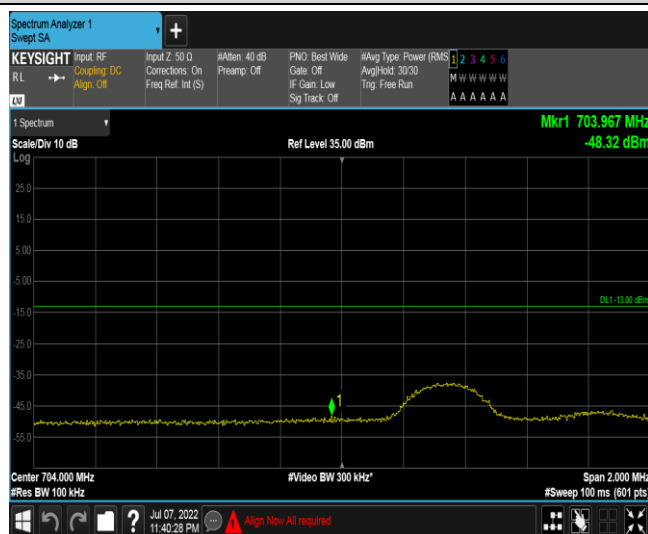 Spectrum Analyzer 1
Swept SA
+
KEYSIGHT Input: RF Input Z: 50 Ω #Atten: 40 dB PNO: Best Wide #Avg Type: Power (RMS 1 2 3 4 5 6
RL Coupling: DC Corrections: On Preamp: Off Gate: Off Avg|Hold: 30/30 M W W W W W
Align: Off Freq Ref: Int (S) IF Gain: Low Trig: Free Run
Sig Track: Off A A A A A A
LXI
1 Spectrum Mkr1 703.967 MHz
Scale/Div 10 dB Ref Level 35.00 dBm -48.32 dBm
Log
25.0
15.0
5.00
-5.00
DL1 -13.00 dBm
-15.0
-25.0
-35.0
1
-45.0
-55.0
Center 704.000 MHz #Video BW 300 kHz* Span 2.000 MHz
#Res BW 100 kHz #Sweep 100 ms (601 pts)
? Jul 07, 2022
11:40:28 PM
1 Align Now All required